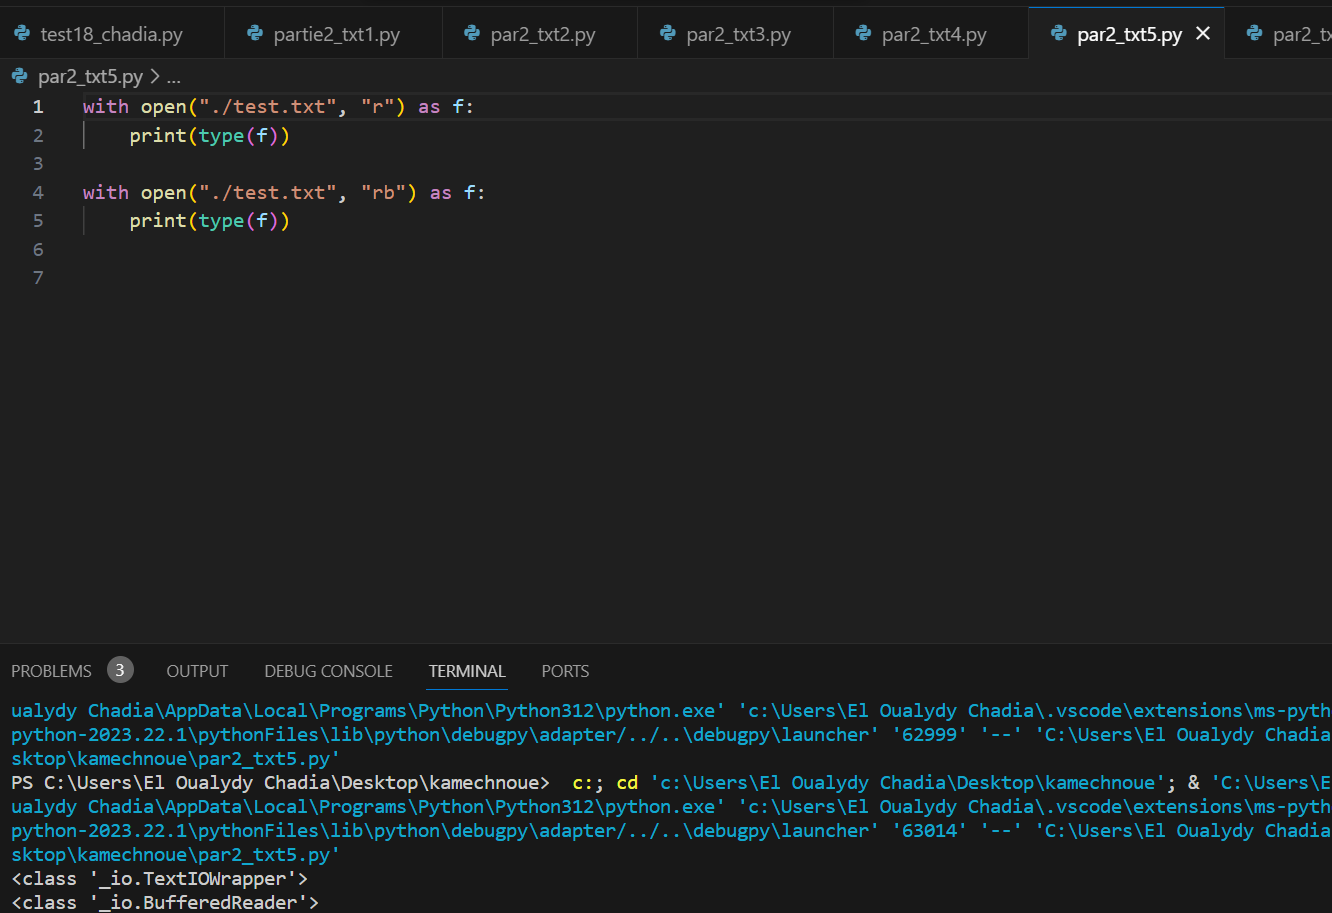 test18_chadia.py partie2_txt1.py par2_txt2.py par2_txt3.py par2_txt4.py par2_txt5.py par2_tx
par2_txt5.py > ...
1 with open("./test.txt", "r") as f:
2     print(type(f))
3
4 with open("./test.txt", "rb") as f:
5     print(type(f))
6
7
PROBLEMS 3 OUTPUT DEBUG CONSOLE TERMINAL PORTS
ualydy Chadia\AppData\Local\Programs\Python\Python312\python.exe' 'c:\Users\El Oualydy Chadia\.vscode\extensions\ms-pyth
python-2023.22.1\pythonFiles\lib\python\debugpy\adapter/../..\debugpy\launcher' '62999' '--' 'C:\Users\El Oualydy Chadia
sktop\kamechnoue\par2_txt5.py'
PS C:\Users\El Oualydy Chadia\Desktop\kamechnoue>  c:; cd 'c:\Users\El Oualydy Chadia\Desktop\kamechnoue'; & 'C:\Users\E
ualydy Chadia\AppData\Local\Programs\Python\Python312\python.exe' 'c:\Users\El Oualydy Chadia\.vscode\extensions\ms-pyth
python-2023.22.1\pythonFiles\lib\python\debugpy\adapter/../..\debugpy\launcher' '63014' '--' 'C:\Users\El Oualydy Chadia
sktop\kamechnoue\par2_txt5.py'
<class '_io.TextIOWrapper'>
<class '_io.BufferedReader'>